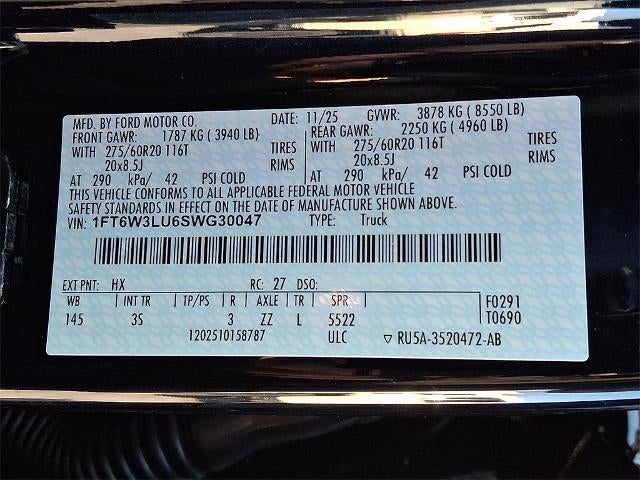 MFD. BY FORD MOTOR CO. DATE: 11/25 GVWR: 3878 KG ( 8550 LB)
FRONT GAWR: 1787 KG ( 3940 LB) REAR GAWR: 2250 KG ( 4960 LB)
WITH 275/60R20 116T TIRES WITH 275/60R20 116T TIRES
20x8.5J RIMS 20x8.5J RIMS
AT 290 kPa/ 42 PSI COLD AT 290 kPa/ 42 PSI COLD
THIS VEHICLE CONFORMS TO ALL APPLICABLE FEDERAL MOTOR VEHICLE
SAFETY STANDARDS IN EFFECT ON THE DATE OF MANUFACTURE SHOWN ABOVE.
VIN: 1FT6W3LU6SWG30047 TYPE: Truck
EXT PNT: HX RC: 27 DSO:
WB INT TR TP/PS R AXLE TR SPR F0291
145 3S 3 ZZ L 5522 T0690
1202510158787 ULC ▽ RU5A-3520472-AB